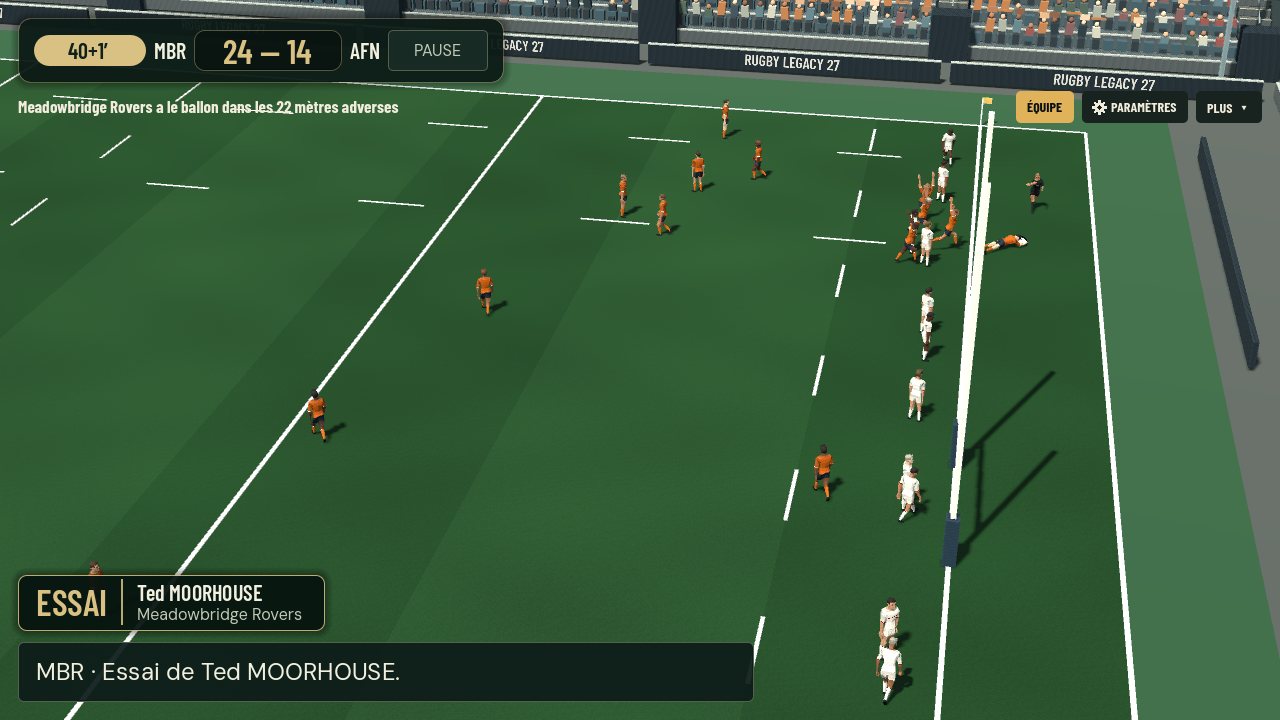 40+1’ MBR 24 – 14 AFN PAUSE
LEGACY 27
RUGBY LEGACY 27
RUGBY LEGACY 27
Meadowbridge Rovers a le ballon dans les 22 mètres adverses
ÉQUIPE
PARAMÈTRES
PLUS
ESSAI
Ted MOORHOUSE
Meadowbridge Rovers
MBR · Essai de Ted MOORHOUSE.